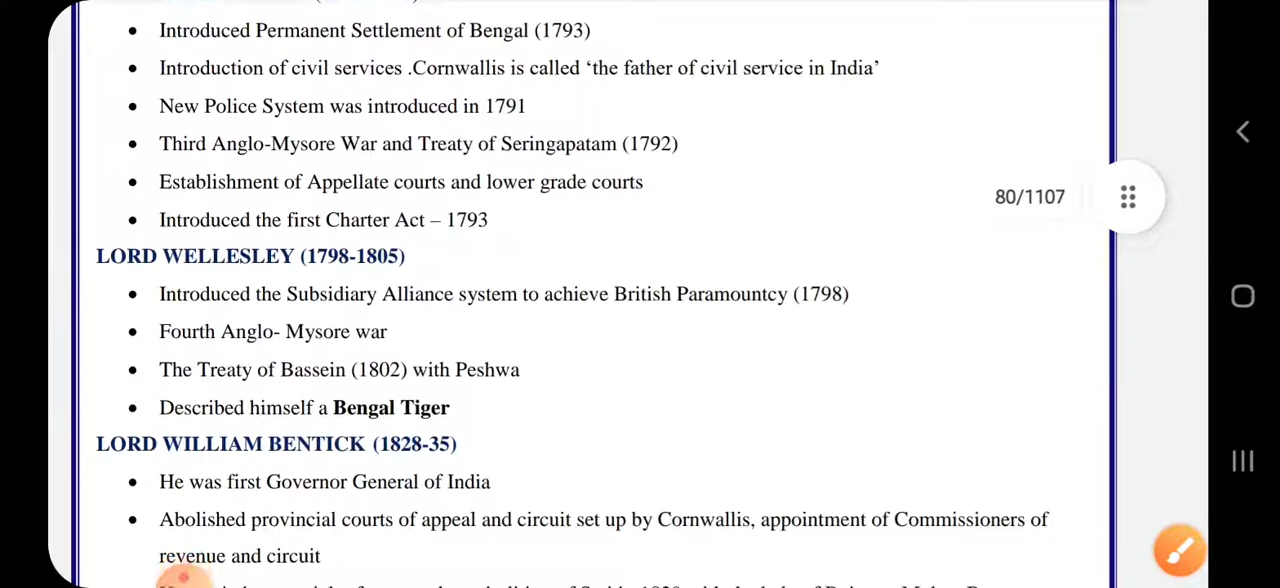 • Introduced Permanent Settlement of Bengal (1793)
• Introduction of civil services .Cornwallis is called ‘the father of civil service in India’
• New Police System was introduced in 1791
• Third Anglo-Mysore War and Treaty of Seringapatam (1792)
• Establishment of Appellate courts and lower grade courts
80/1107
• Introduced the first Charter Act – 1793
LORD WELLESLEY (1798-1805)
• Introduced the Subsidiary Alliance system to achieve British Paramountcy (1798)
• Fourth Anglo- Mysore war
• The Treaty of Bassein (1802) with Peshwa
• Described himself a Bengal Tiger
LORD WILLIAM BENTICK (1828-35)
• He was first Governor General of India
• Abolished provincial courts of appeal and circuit set up by Cornwallis, appointment of Commissioners of
revenue and circuit